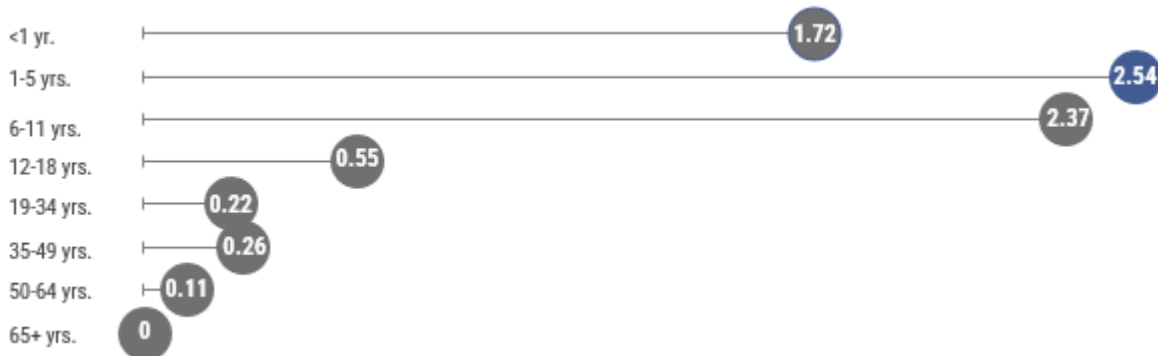 <1 yr. 1.72
1-5 yrs. 2.54
6-11 yrs. 2.37
12-18 yrs. 0.55
19-34 yrs. 0.22
35-49 yrs. 0.26
50-64 yrs. 0.11
65+ yrs. 0